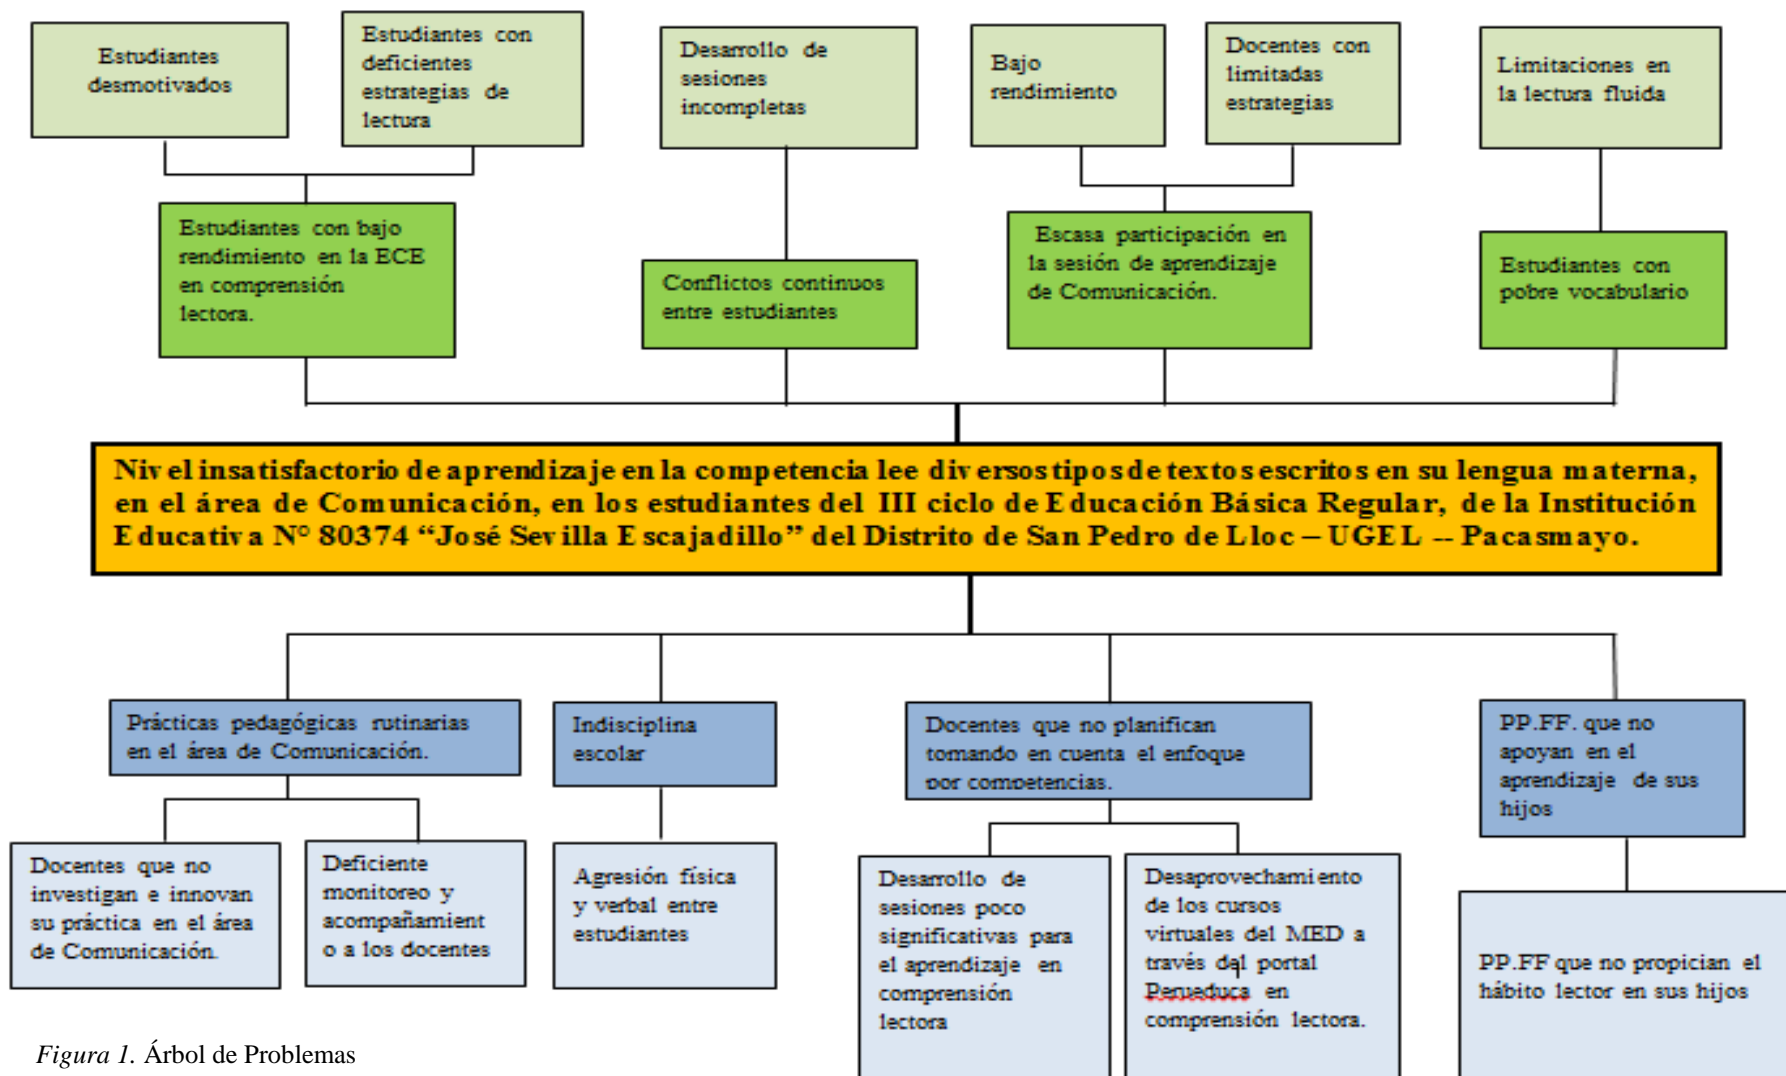 Estudiantes
desmotivados
Estudiantes con
deficientes
estrategias de
lectura
Desarrollo de
sesiones
incompletas
Bajo
rendimiento
Docentes con
limitadas
estrategias
Limitaciones en
la lectura fluida
Estudiantes con bajo
rendimiento en la ECE
en comprensión
lectora.
Conflictos continuos
entre estudiantes
Escasa participación en
la sesión de aprendizaje
de Comunicación.
Estudiantes con
pobre vocabulario
Nivel insatisfactorio de aprendizaje en la competencia lee diversos tipos de textos escritos en su lengua materna,
en el área de Comunicación, en los estudiantes del III ciclo de Educación Básica Regular, de la Institución
Educativa N° 80374 “José Sevilla Escajadillo” del Distrito de San Pedro de Lloc – UGEL -- Pacasmayo.
Prácticas pedagógicas rutinarias
en el área de Comunicación.
Indisciplina
escolar
Docentes que no planifican
tomando en cuenta el enfoque
por competencias.
PP.FF. que no
apoyan en el
aprendizaje de sus
hijos
Docentes que no
investigan e innovan
su práctica en el área
de Comunicación.
Deficiente
monitoreo y
acompañamient
o a los docentes
Agresión física
y verbal entre
estudiantes
Desarrollo de
sesiones poco
significativas para
el aprendizaje en
comprensión
lectora
Desaprovechamiento
de los cursos
virtuales del MED a
través del portal
Perueduca en
comprensión lectora.
PP.FF que no propician el
hábito lector en sus hijos
Figura 1. Árbol de Problemas